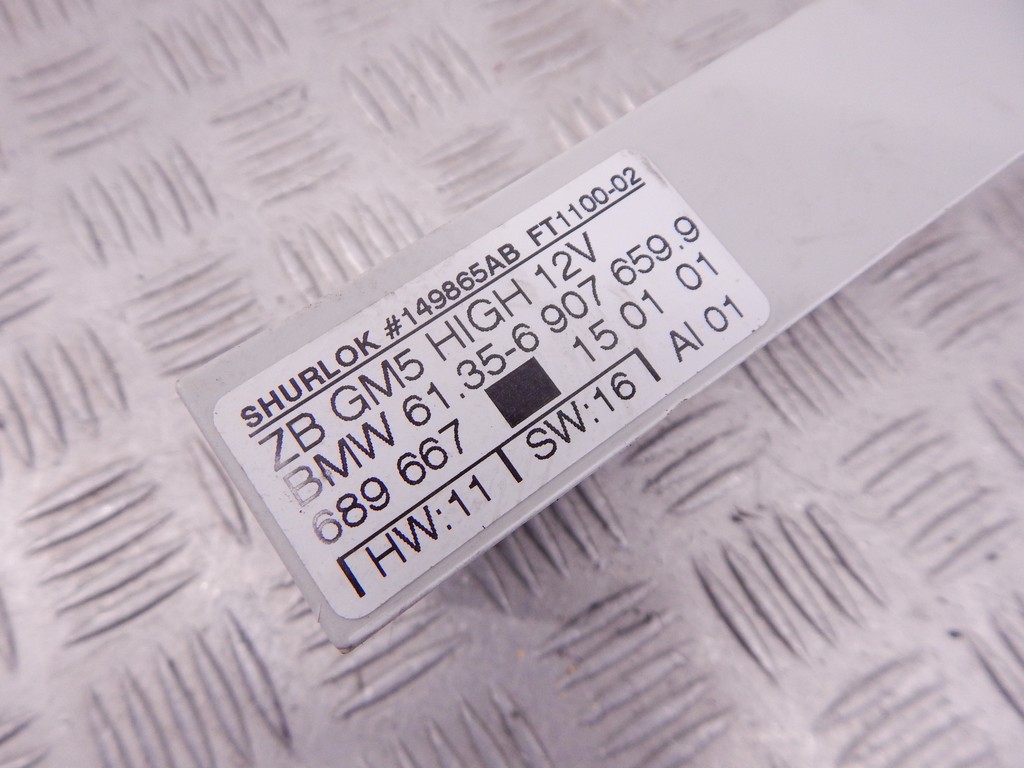 SHURLOK #149865AB FT1100-02
ZB GM5 HIGH 12V
BMW 61.35-6 907 659.9
689 667 15 01 01
HW:11 SW:16 AI 01